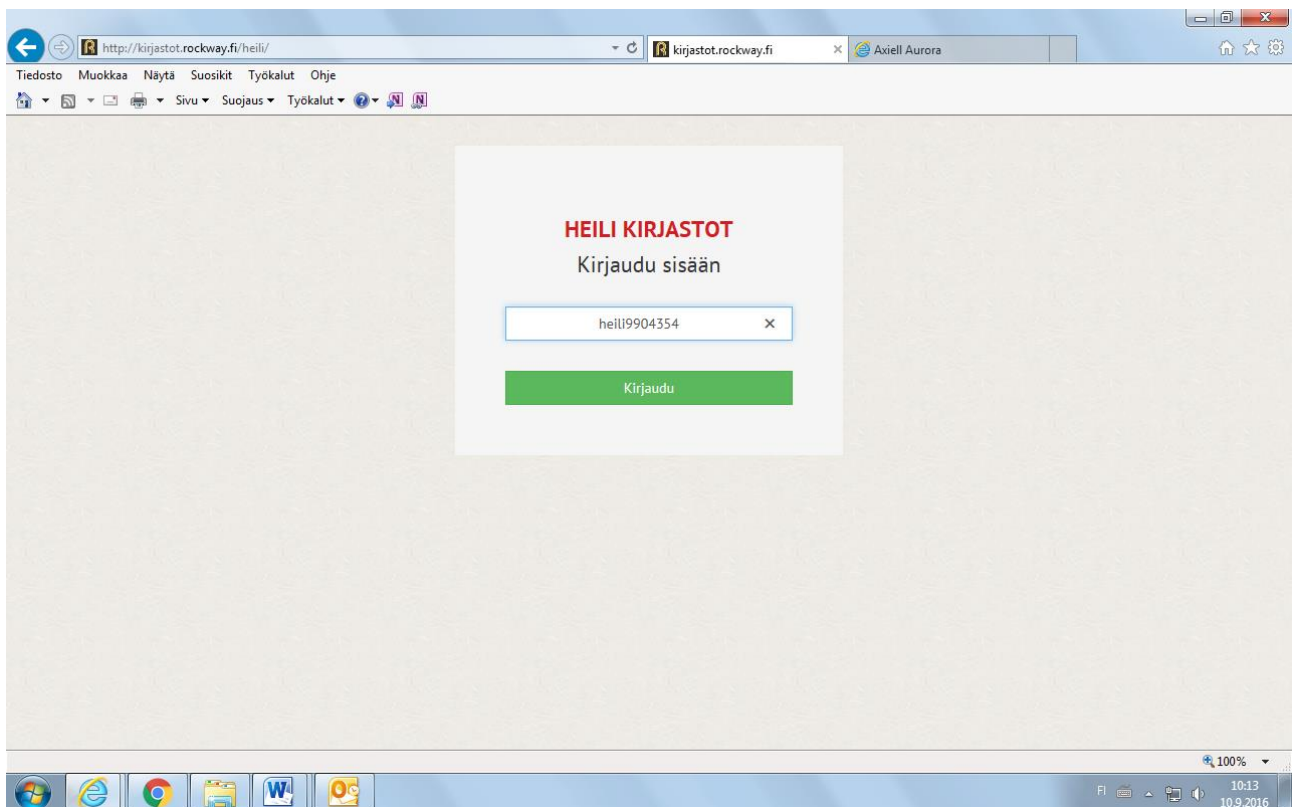 http://kirjastot.rockway.fi/heili/
kirjastot.rockway.fi
Axiell Aurora
Tiedosto Muokkaa Näytä Suosikit Työkalut Ohje
Sivu Suojaus Työkalut
HEILI KIRJASTOT
Kirjaudu sisään
heili9904354
Kirjaudu
100%
FI
10:13
10.9.2016